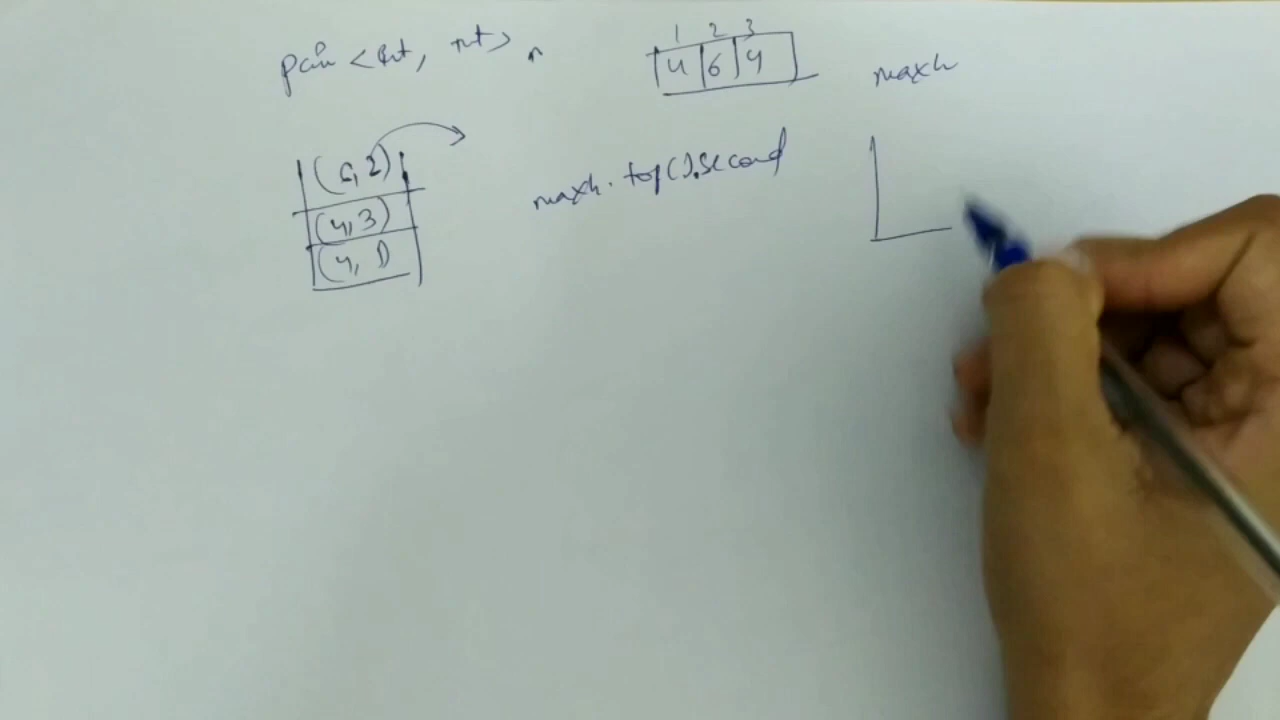 pair <int, int>
1 2 3
4 6 4
maxh
(6, 2)
(4, 3)
(4, 1)
maxh.top().second